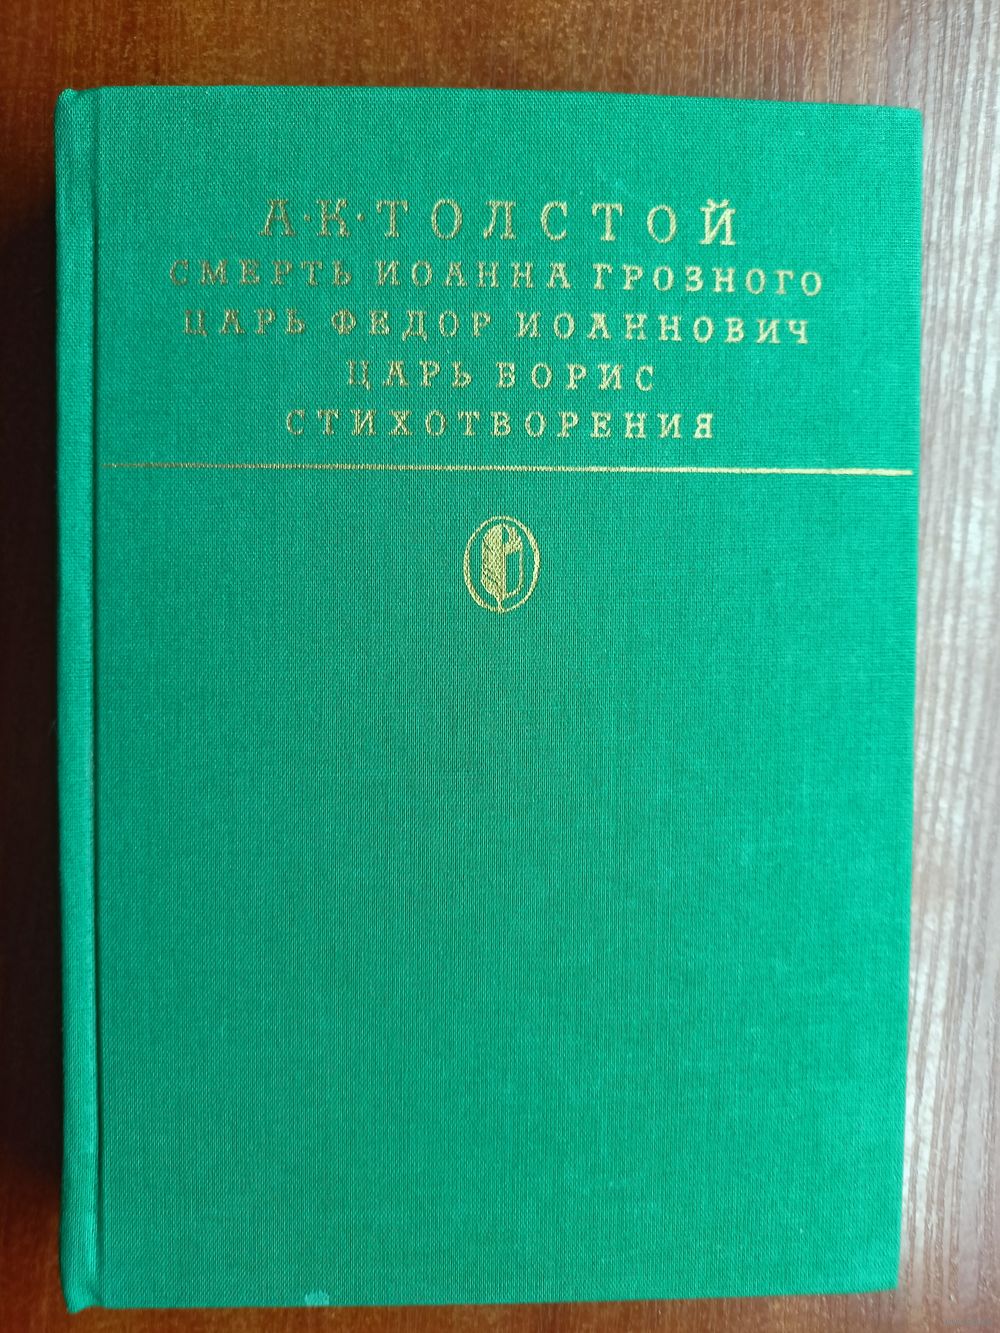 А·К·ТОЛСТОЙ
СМЕРТЬ ИОАННА ГРОЗНОГО
ЦАРЬ ФЕДОР ИОАННОВИЧ
ЦАРЬ БОРИС
СТИХОТВОРЕНИЯ